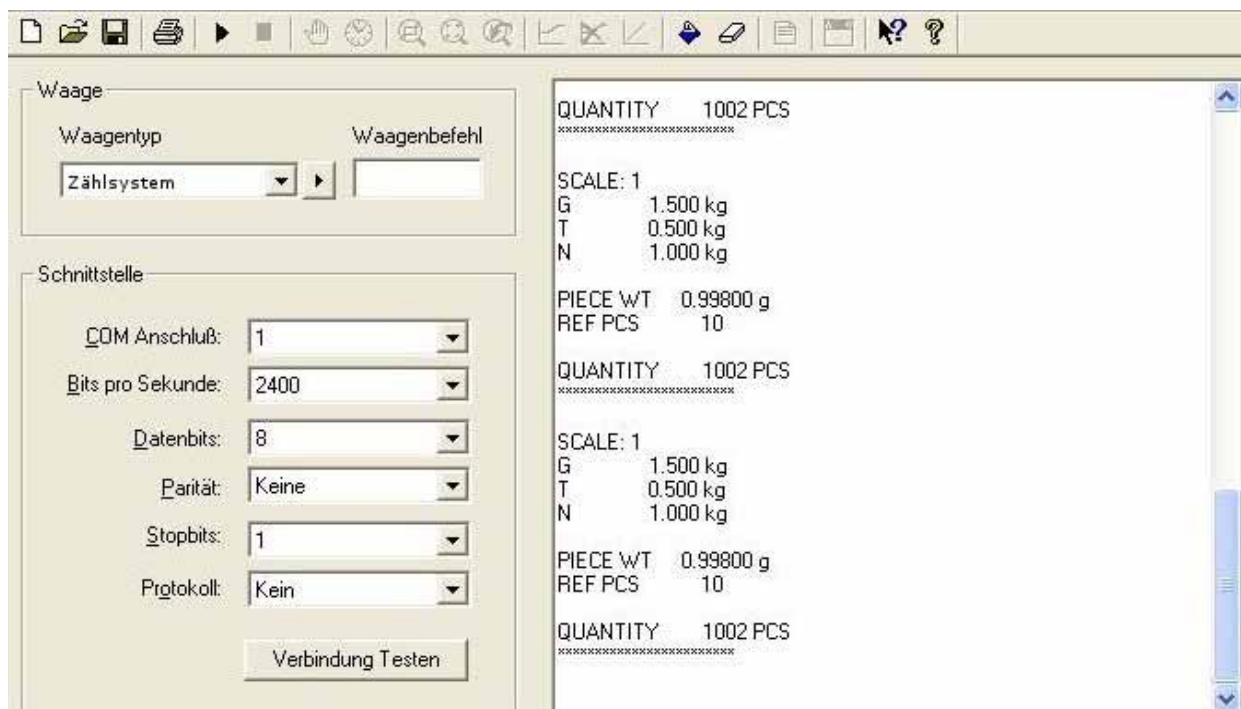 Waage
Waagentyp Waagenbefehl
Zählsystem
Schnittstelle
COM Anschluß: 1
Bits pro Sekunde: 2400
Datenbits: 8
Parität: Keine
Stopbits: 1
Protokoll: Kein
Verbindung Testen
QUANTITY 1002 PCS
************************
SCALE: 1
G 1.500 kg
T 0.500 kg
N 1.000 kg
PIECE WT 0.99800 g
REF PCS 10
QUANTITY 1002 PCS
************************
SCALE: 1
G 1.500 kg
T 0.500 kg
N 1.000 kg
PIECE WT 0.99800 g
REF PCS 10
QUANTITY 1002 PCS
************************